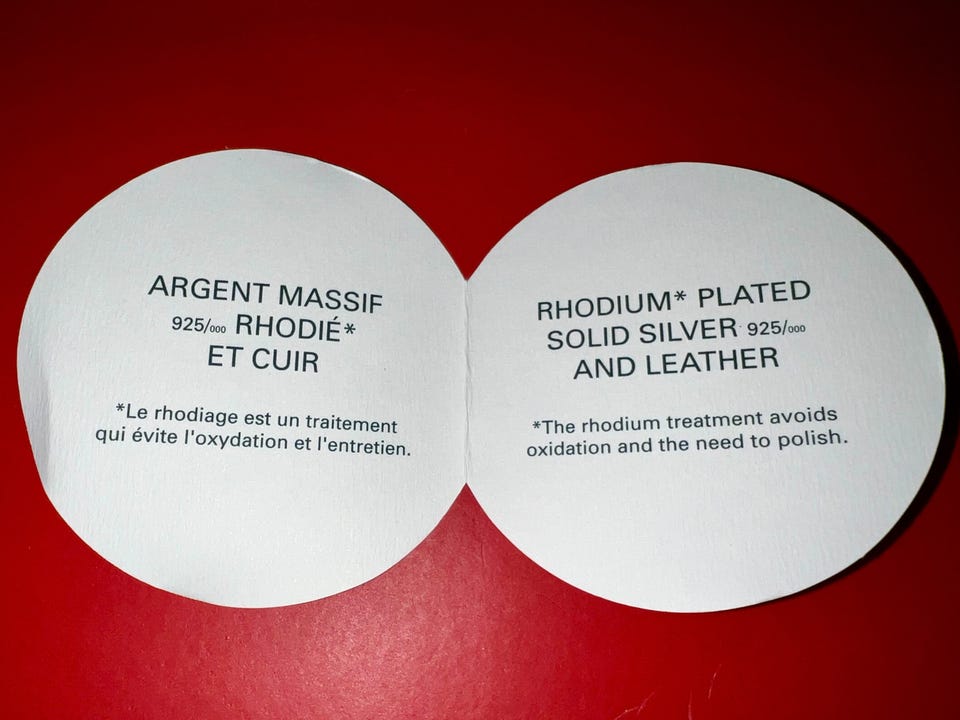 ARGENT MASSIF
925/000 RHODIÉ*
ET CUIR
*Le rhodiage est un traitement
qui évite l'oxydation et l'entretien.
RHODIUM* PLATED
SOLID SILVER 925/000
AND LEATHER
*The rhodium treatment avoids
oxidation and the need to polish.